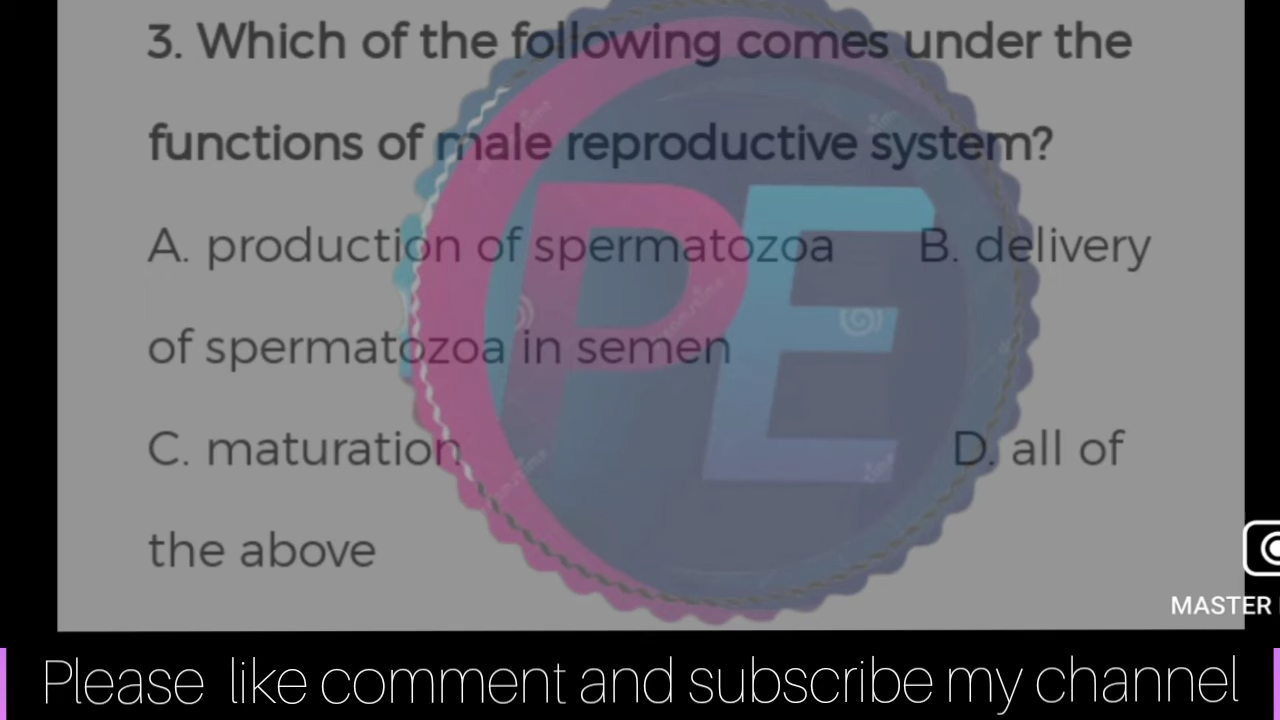 3. Which of the following comes under the
functions of male reproductive system?
A. production of spermatozoa B. delivery
of spermatozoa in semen
C. maturation D. all of
the above
PE
MASTER
Please like comment and subscribe my channel